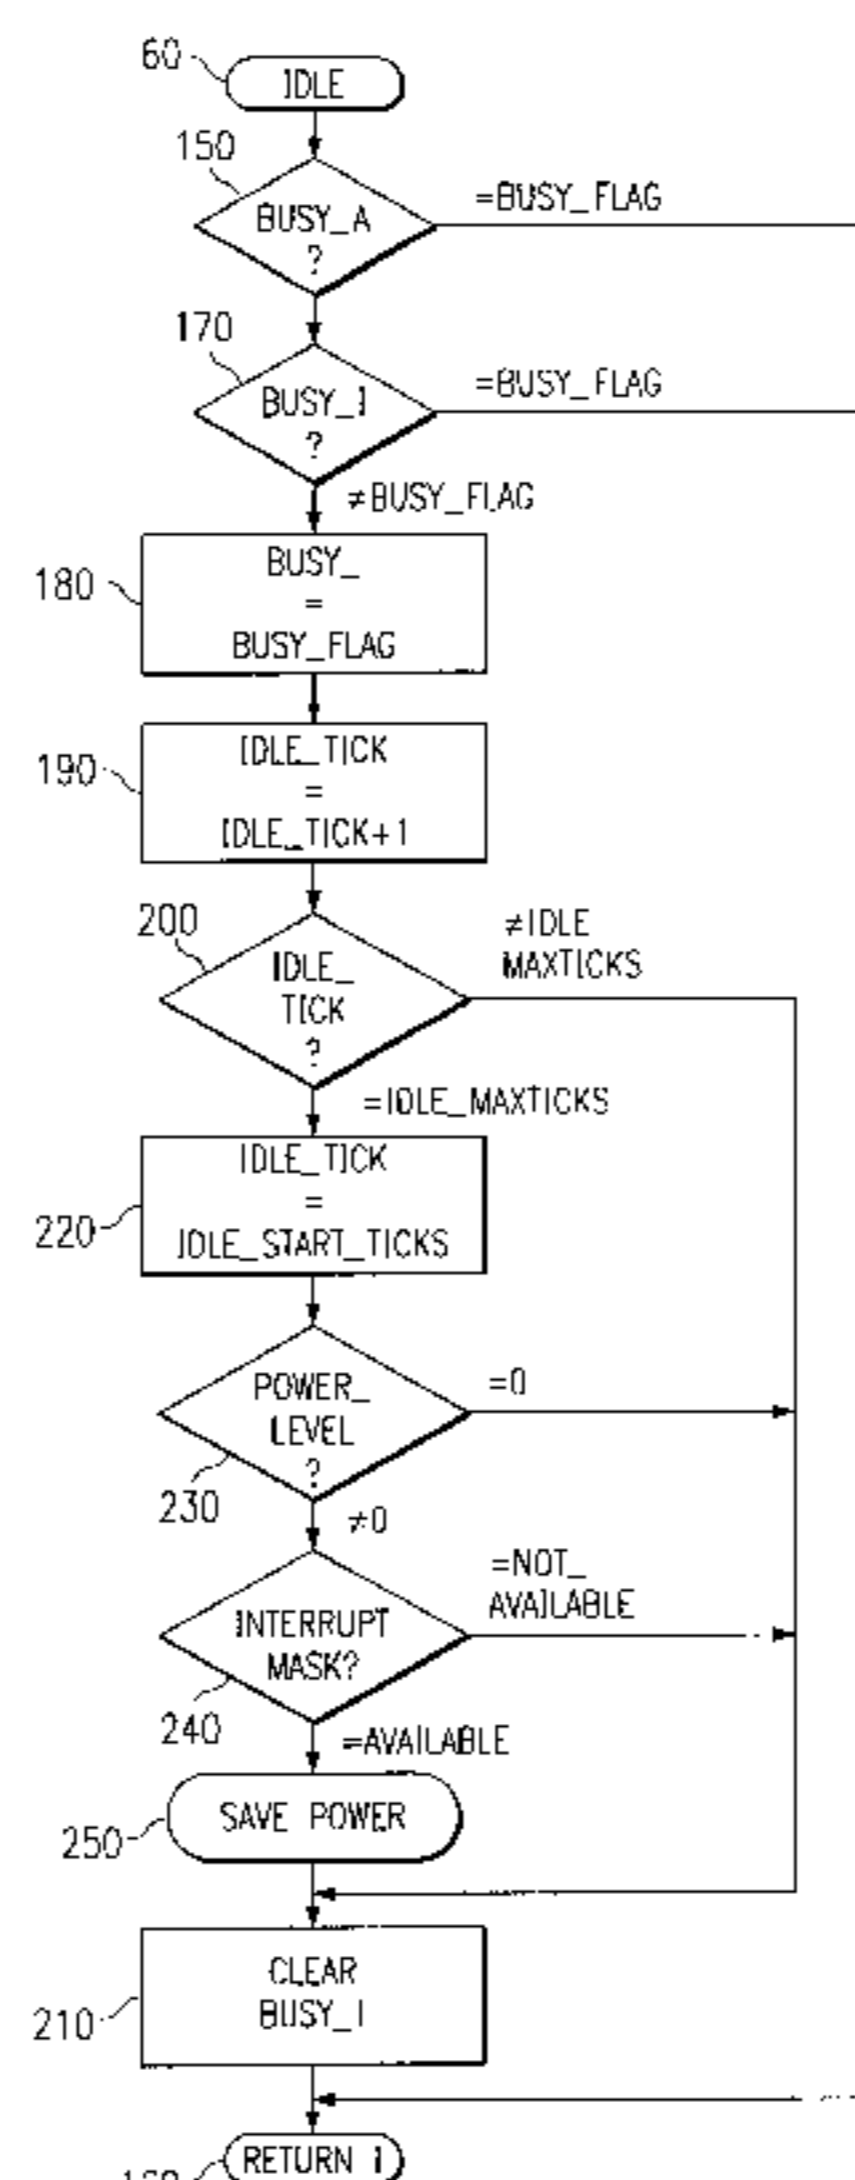 60
IDLE
150
BUSY_A
?
=BUSY_FLAG
170
BUSY_I
?
=BUSY_FLAG
≠BUSY_FLAG
180
BUSY_
=
BUSY_FLAG
190
IDLE_TICK
=
IDLE_TICK+1
200
IDLE_
TICK
?
≠IDLE
MAXTICKS
=IDLE_MAXTICKS
220
IDLE_TICK
=
IDLE_START_TICKS
POWER_
LEVEL
?
=0
230
≠0
INTERRUPT
MASK?
=NOT_
AVAILABLE
240
=AVAILABLE
250
SAVE POWER
210
CLEAR
BUSY_I
RETURN I